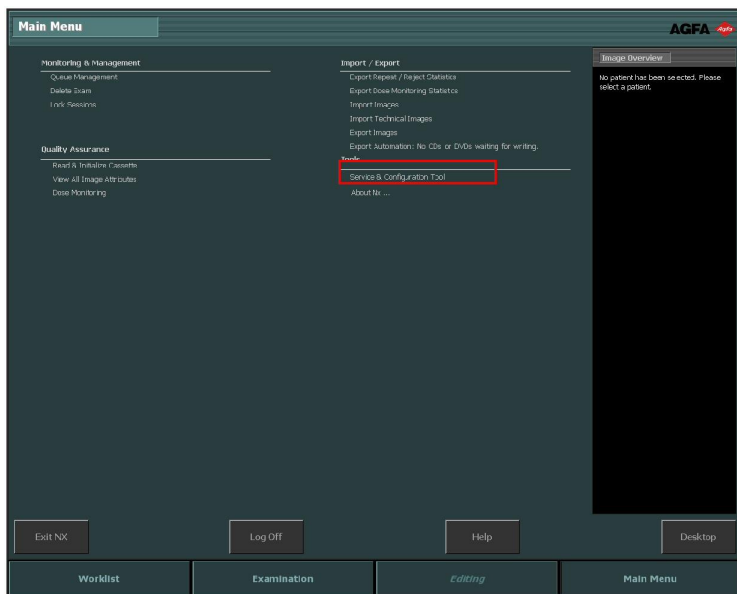 Main Menu
AGFA
Agfa
Monitoring & Management
Queue Management
Delete Exam
Lock Sessions
Quality Assurance
Read & Initialize Cassette
View All Image Attributes
Dose Monitoring
Import / Export
Export Repeat / Reject Statistics
Export Dose Monitoring Statistics
Import Images
Import Technical Images
Export Images
Export Automation: No CDs or DVDs waiting for writing.
Tools
Service & Configuration Tool
About Nx ...
Image Overview
No patient has been selected. Please
select a patient.
Exit NX
Log Off
Help
Desktop
Worklist
Examination
Editing
Main Menu